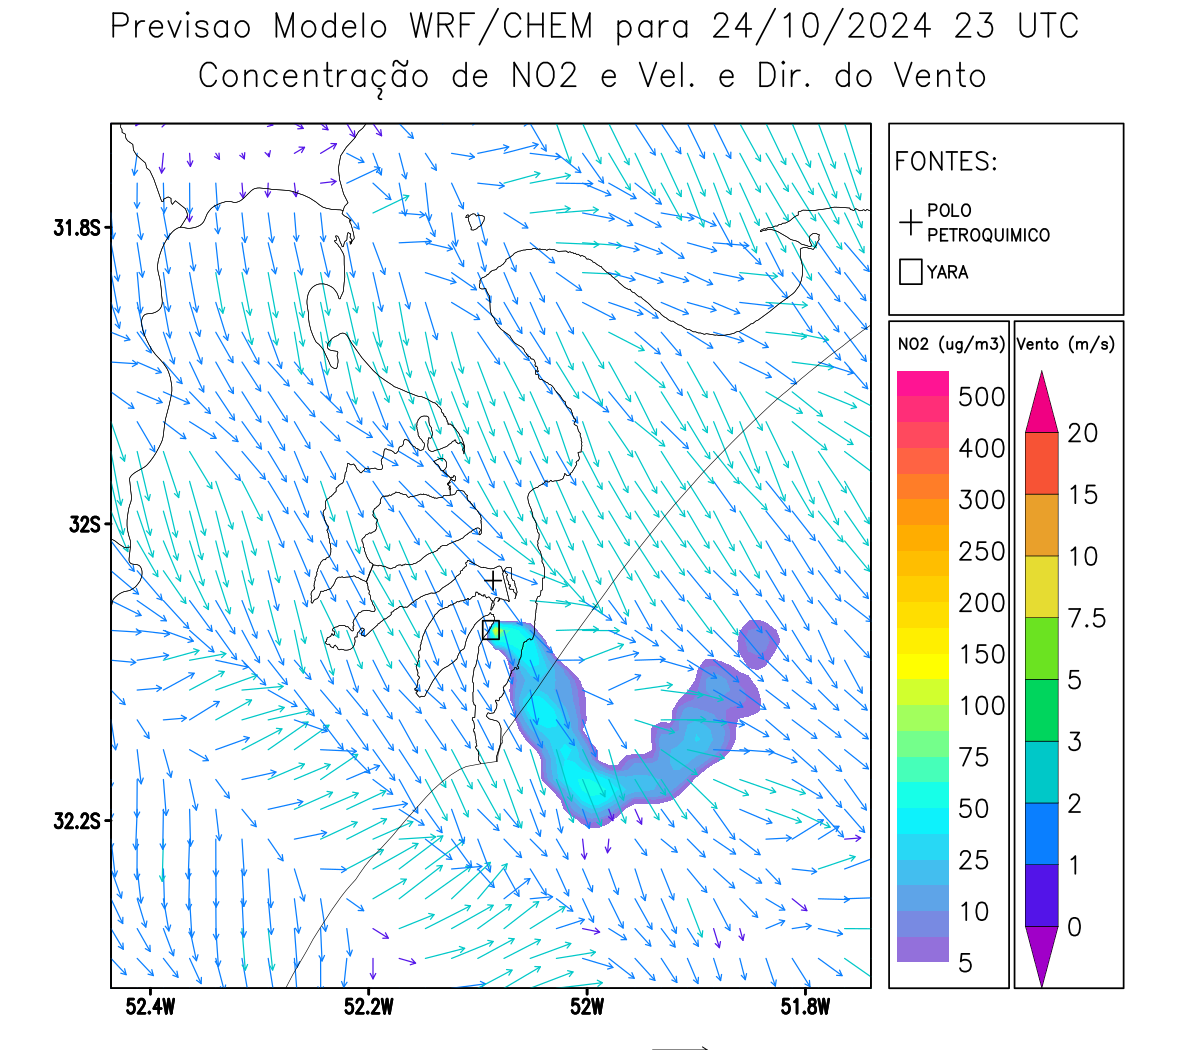 Previsao Modelo WRF/CHEM para 24/10/2024 23 UTC
Concentração de NO2 e Vel. e Dir. do Vento
FONTES:
POLO
PETROQUIMICO
YARA
NO2 (ug/m3)
500
400
300
250
200
150
100
75
50
25
10
5
Vento (m/s)
20
15
10
7.5
5
3
2
1
0
31.8S
32S
32.2S
52.4W
52.2W
52W
51.8W